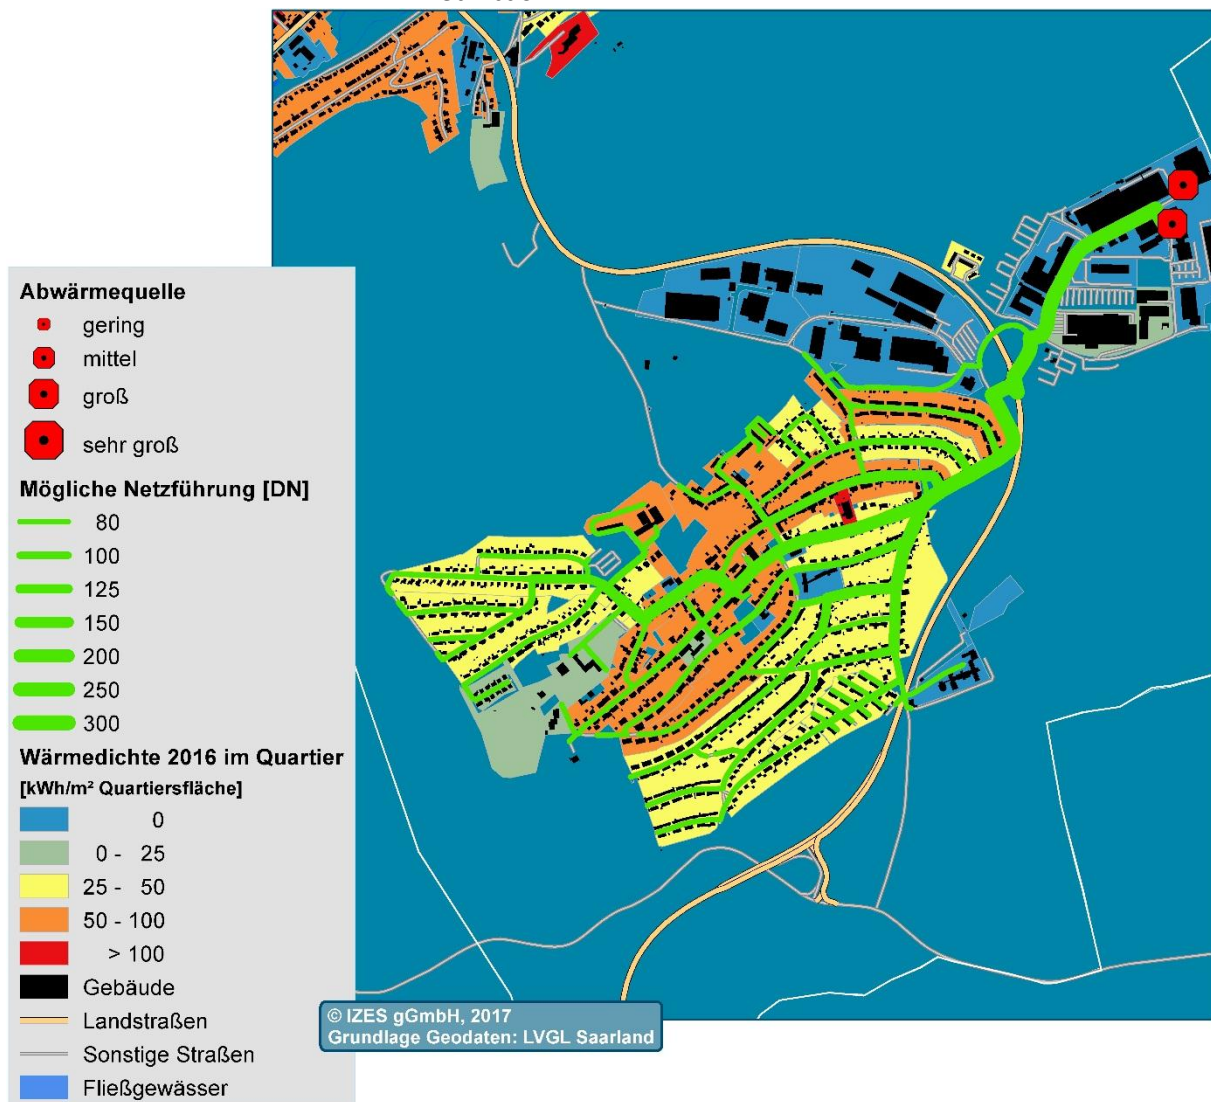 Abwärmequelle
gering
mittel
groß
sehr groß
Mögliche Netzführung [DN]
80
100
125
150
200
250
300
Wärmedichte 2016 im Quartier
[kWh/m² Quartiersfläche]
0
0 - 25
25 - 50
50 - 100
> 100
Gebäude
Landstraßen
Sonstige Straßen
Fließgewässer
© IZES gGmbH, 2017
Grundlage Geodaten: LVGL Saarland